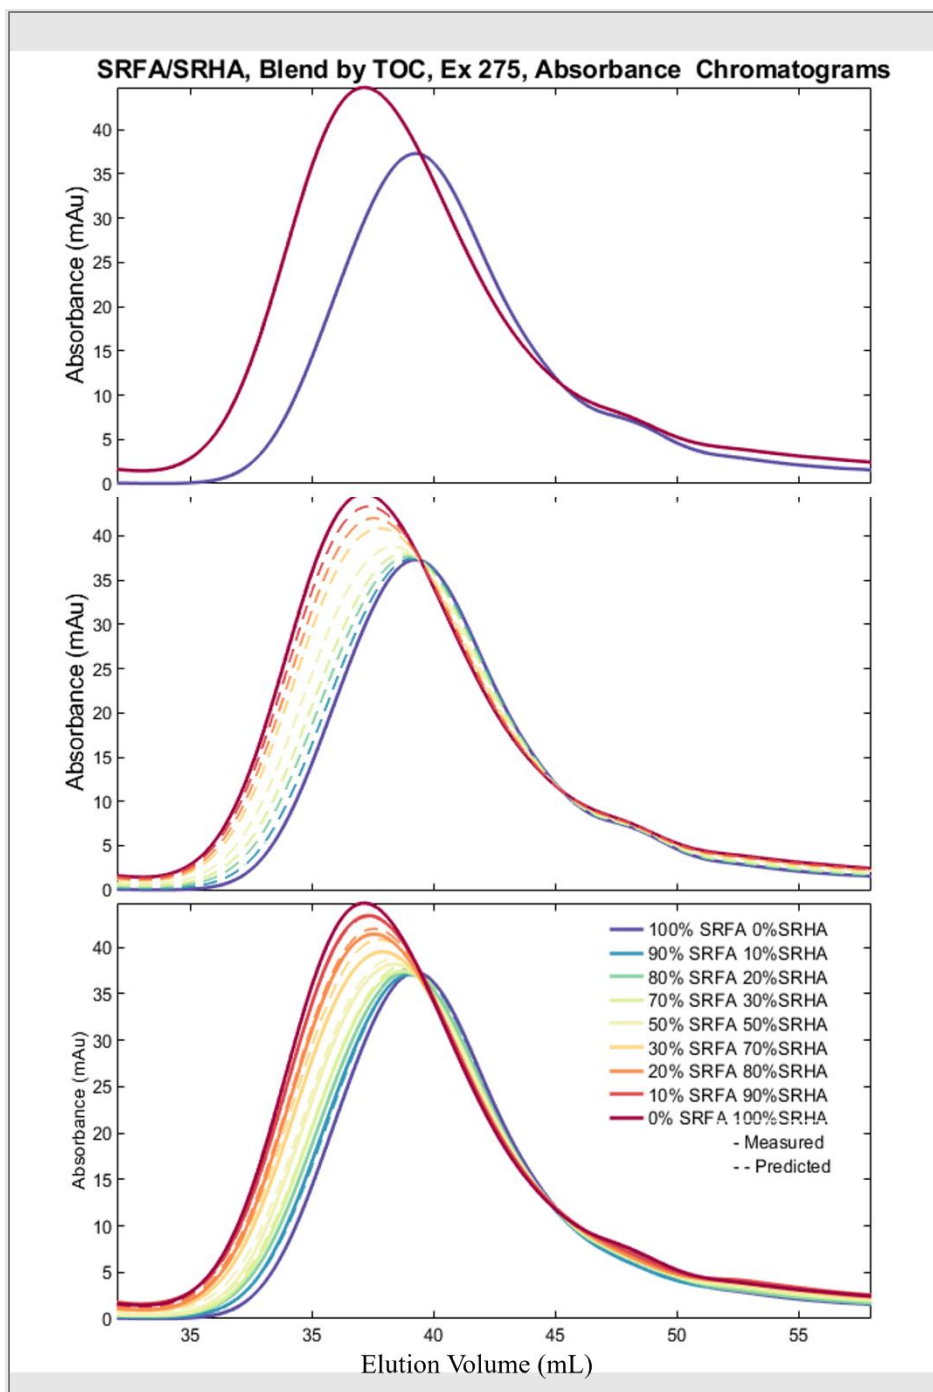 SRFA/SRHA, Blend by TOC, Ex 275, Absorbance Chromatograms
Absorbance (mAu)
40
35
30
25
20
15
10
5
0
Absorbance (mAu)
40
35
30
25
20
15
10
5
0
Absorbance (mAu)
40
35
30
25
20
15
10
5
0
100% SRFA 0%SRHA
90% SRFA 10%SRHA
80% SRFA 20%SRHA
70% SRFA 30%SRHA
50% SRFA 50%SRHA
30% SRFA 70%SRHA
20% SRFA 80%SRHA
10% SRFA 90%SRHA
0% SRFA 100%SRHA
- Measured
- - Predicted
35 35 40 45 50 55
Elution Volume (mL)